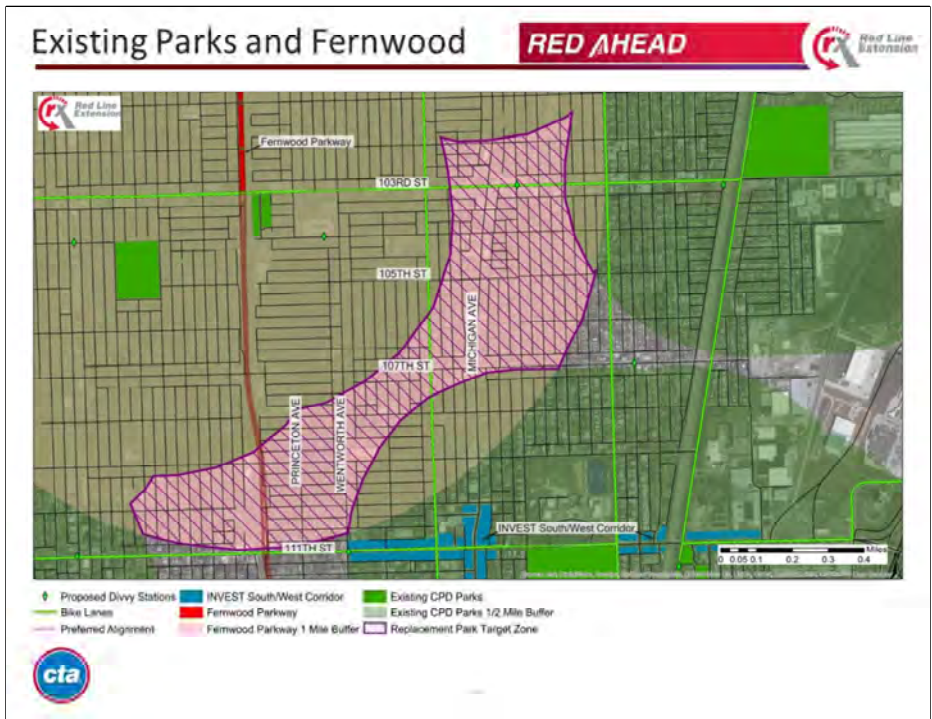 Existing Parks and Fernwood
RED AHEAD
rx Red Line
Extension
rx Red Line
Extension
Fernwood Parkway
103RD ST
105TH ST
MICHIGAN AVE
107TH ST
PRINCETON AVE
WENTWORTH AVE
INVEST South/West Corridor
111TH ST
Miles
0 0.05 0.1 0.2 0.3 0.4
Proposed Divvy Stations
INVEST South/West Corridor
Existing CPD Parks
Bike Lanes
Fernwood Parkway
Existing CPD Parks 1/2 Mile Buffer
Preferred Alignment
Fernwood Parkway 1 Mile Buffer
Replacement Park Target Zone
cta